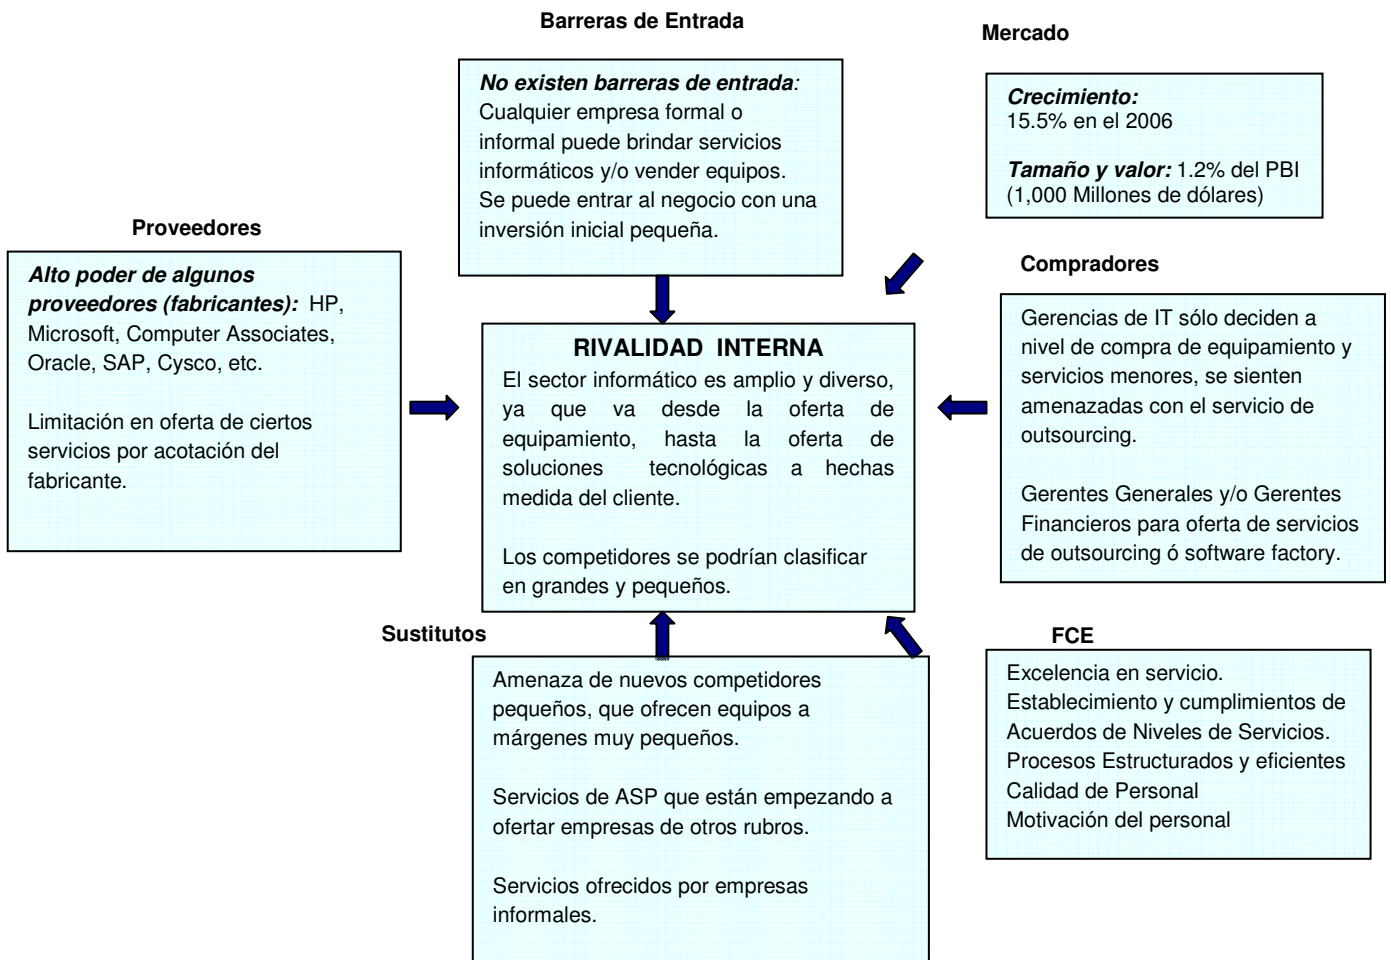 Barreras de Entrada
No existen barreras de entrada:
Cualquier empresa formal o
informal puede brindar servicios
informáticos y/o vender equipos.
Se puede entrar al negocio con una
inversión inicial pequeña.
Mercado
Crecimiento:
15.5% en el 2006
Tamaño y valor: 1.2% del PBI
(1,000 Millones de dólares)
Proveedores
Alto poder de algunos
proveedores (fabricantes): HP,
Microsoft, Computer Associates,
Oracle, SAP, Cysco, etc.
Limitación en oferta de ciertos
servicios por acotación del
fabricante.
RIVALIDAD INTERNA
El sector informático es amplio y diverso,
ya que va desde la oferta de
equipamiento, hasta la oferta de
soluciones tecnológicas a hechas
medida del cliente.
Los competidores se podrían clasificar
en grandes y pequeños.
Compradores
Gerencias de IT sólo deciden a
nivel de compra de equipamiento y
servicios menores, se sienten
amenazadas con el servicio de
outsourcing.
Gerentes Generales y/o Gerentes
Financieros para oferta de servicios
de outsourcing ó software factory.
Sustitutos
Amenaza de nuevos competidores
pequeños, que ofrecen equipos a
márgenes muy pequeños.
Servicios de ASP que están empezando a
ofertar empresas de otros rubros.
Servicios ofrecidos por empresas
informales.
FCE
Excelencia en servicio.
Establecimiento y cumplimientos de
Acuerdos de Niveles de Servicios.
Procesos Estructurados y eficientes
Calidad de Personal
Motivación del personal